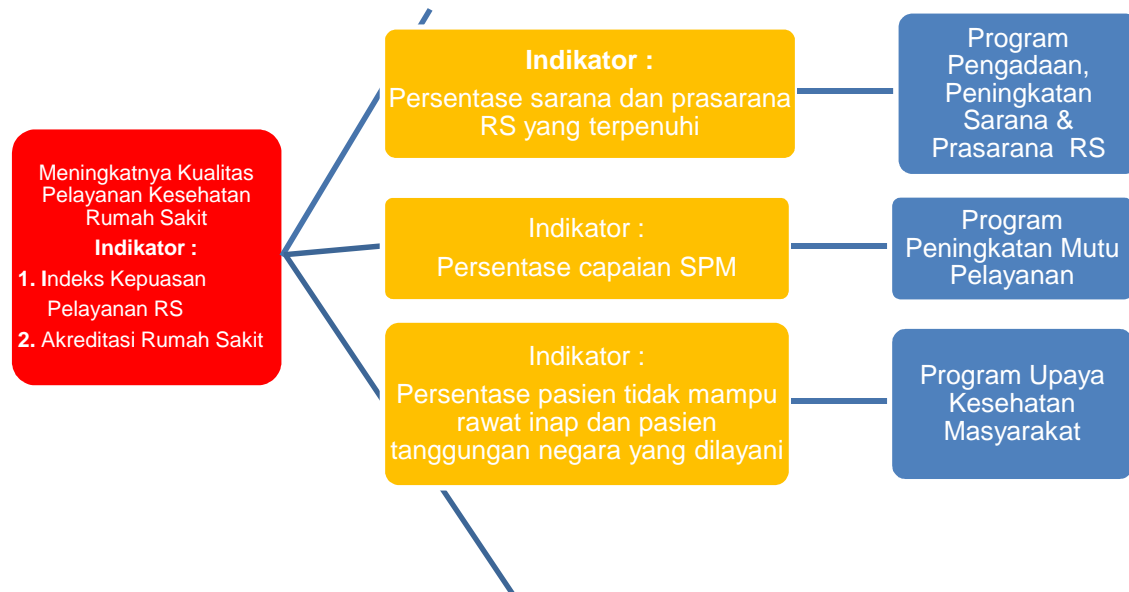 Meningkatnya Kualitas
Pelayanan Kesehatan
Rumah Sakit
Indikator :
1. Indeks Kepuasan
Pelayanan RS
2. Akreditasi Rumah Sakit
Indikator :
Persentase sarana dan prasarana
RS yang terpenuhi
Program
Pengadaan,
Peningkatan
Sarana &
Prasarana RS
Indikator :
Persentase capaian SPM
Program
Peningkatan Mutu
Pelayanan
Indikator :
Persentase pasien tidak mampu
rawat inap dan pasien
tanggungan negara yang dilayani
Program Upaya
Kesehatan
Masyarakat